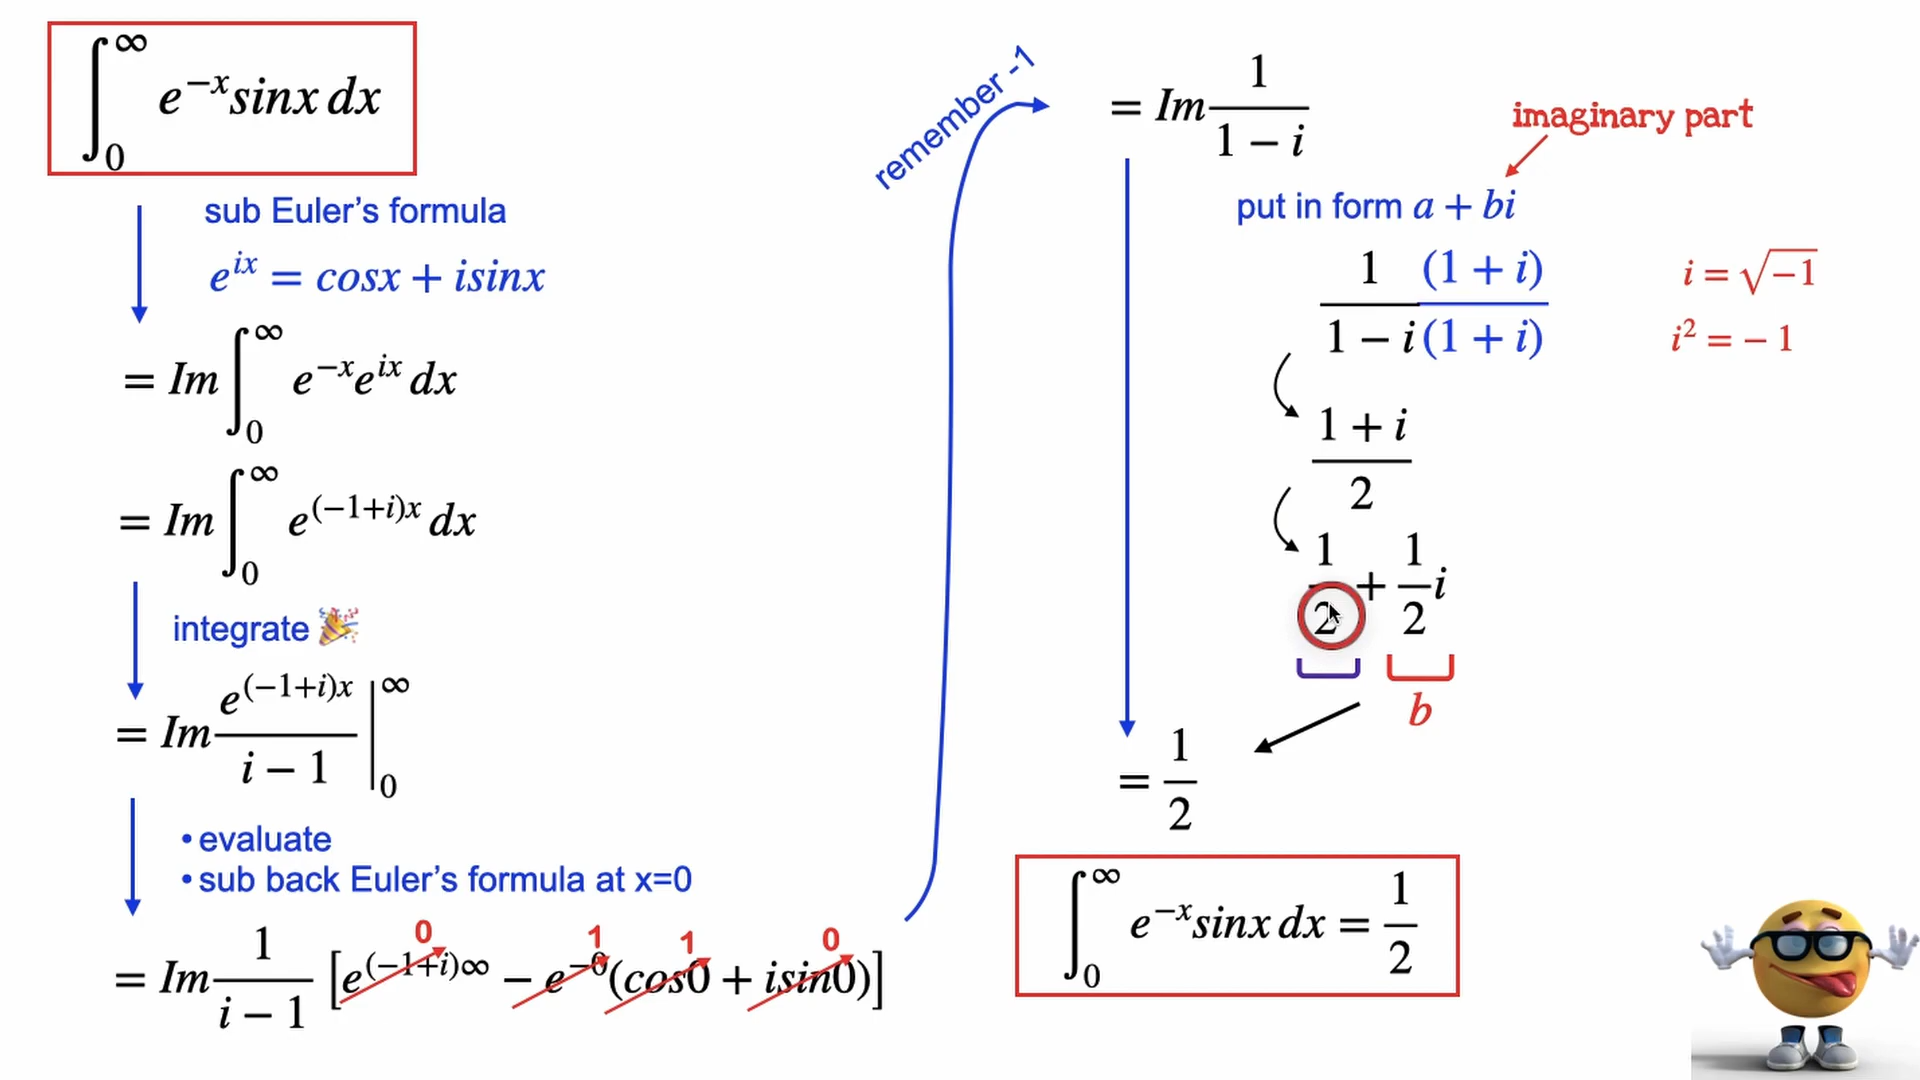 ∫₀^∞ e^{-x} sinx dx
sub Euler's formula
e^{ix} = cosx + isinx
= Im ∫₀^∞ e^{-x}e^{ix} dx
= Im ∫₀^∞ e^{(-1+i)x} dx
integrate 🎉
= Im e^{(-1+i)x}/(i − 1) |₀^∞
• evaluate
• sub back Euler's formula at x=0
0 1 1 0
= Im 1/(i − 1) [e^{(-1+i)∞} − e^{-0}(cos0 + isin0)]
remember -1
= Im 1/(1 − i)
imaginary part
put in form a + bi
1 (1 + i)
1 − i (1 + i)
i = √−1
i² = − 1
(1 + i)/2
1/2 + 1/2 i
b
= 1/2
∫₀^∞ e^{-x} sinx dx = 1/2